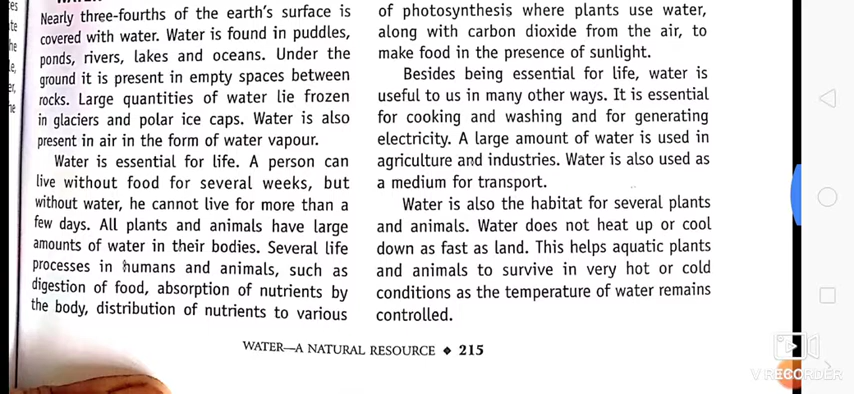 Nearly three-fourths of the earth's surface is
covered with water. Water is found in puddles,
ponds, rivers, lakes and oceans. Under the
ground it is present in empty spaces between
rocks. Large quantities of water lie frozen
in glaciers and polar ice caps. Water is also
present in air in the form of water vapour.
Water is essential for life. A person can
live without food for several weeks, but
without water, he cannot live for more than a
few days. All plants and animals have large
amounts of water in their bodies. Several life
processes in humans and animals, such as
digestion of food, absorption of nutrients by
the body, distribution of nutrients to various
of photosynthesis where plants use water,
along with carbon dioxide from the air, to
make food in the presence of sunlight.
Besides being essential for life, water is
useful to us in many other ways. It is essential
for cooking and washing and for generating
electricity. A large amount of water is used in
agriculture and industries. Water is also used as
a medium for transport.
Water is also the habitat for several plants
and animals. Water does not heat up or cool
down as fast as land. This helps aquatic plants
and animals to survive in very hot or cold
conditions as the temperature of water remains
controlled.
WATER—A NATURAL RESOURCE ❖ 215
V RECORDER